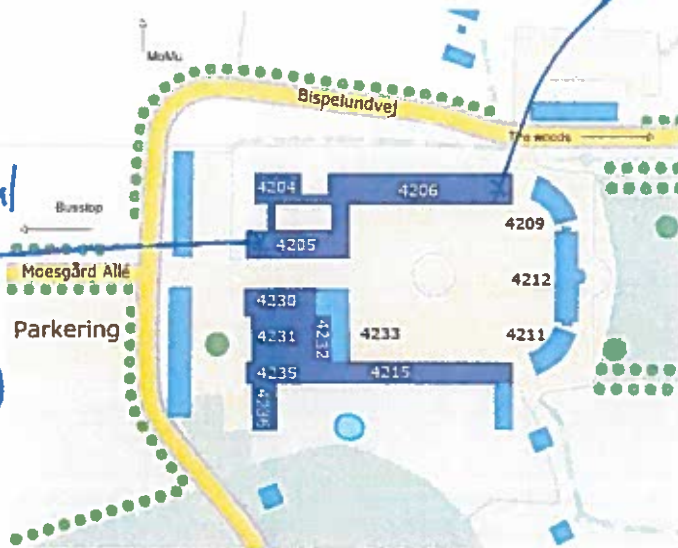 MoMu
Bispelundvej
The woods
4204
4206
Busstop
4209
4205
Moesgård Allé
4212
4230
Parkering
4231
4232
4233
4211
4235
4215
4236